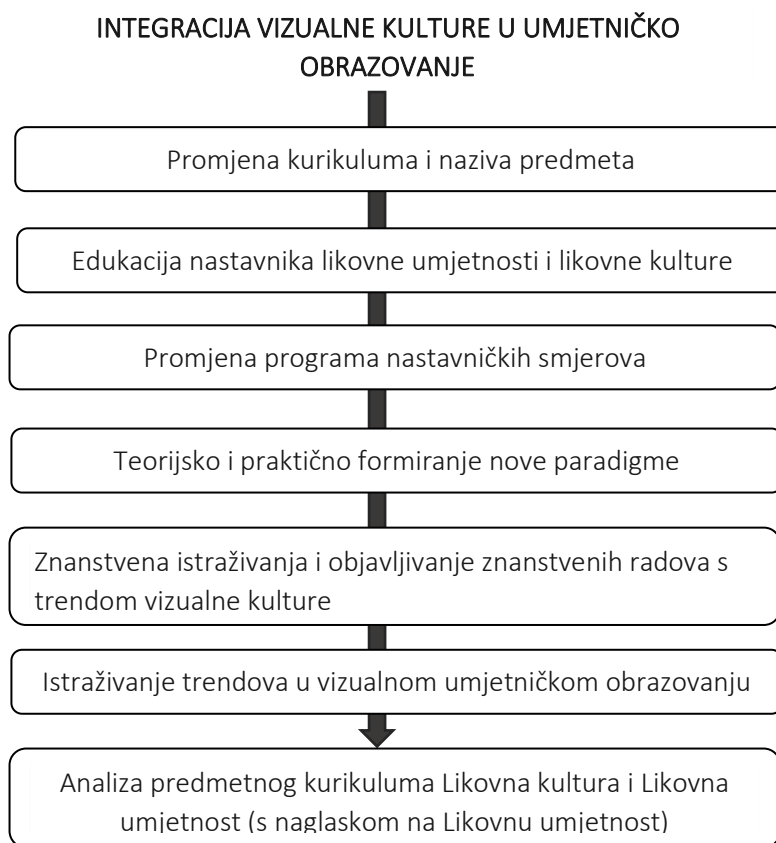 INTEGRACIJA VIZUALNE KULTURE U UMJETNIČKO
OBRAZOVANJE
Promjena kurikuluma i naziva predmeta
Edukacija nastavnika likovne umjetnosti i likovne kulture
Promjena programa nastavničkih smjerova
Teorijsko i praktično formiranje nove paradigme
Znanstvena istraživanja i objavljivanje znanstvenih radova s
trendom vizualne kulture
Istraživanje trendova u vizualnom umjetničkom obrazovanju
Analiza predmetnog kurikuluma Likovna kultura i Likovna
umjetnost (s naglaskom na Likovnu umjetnost)